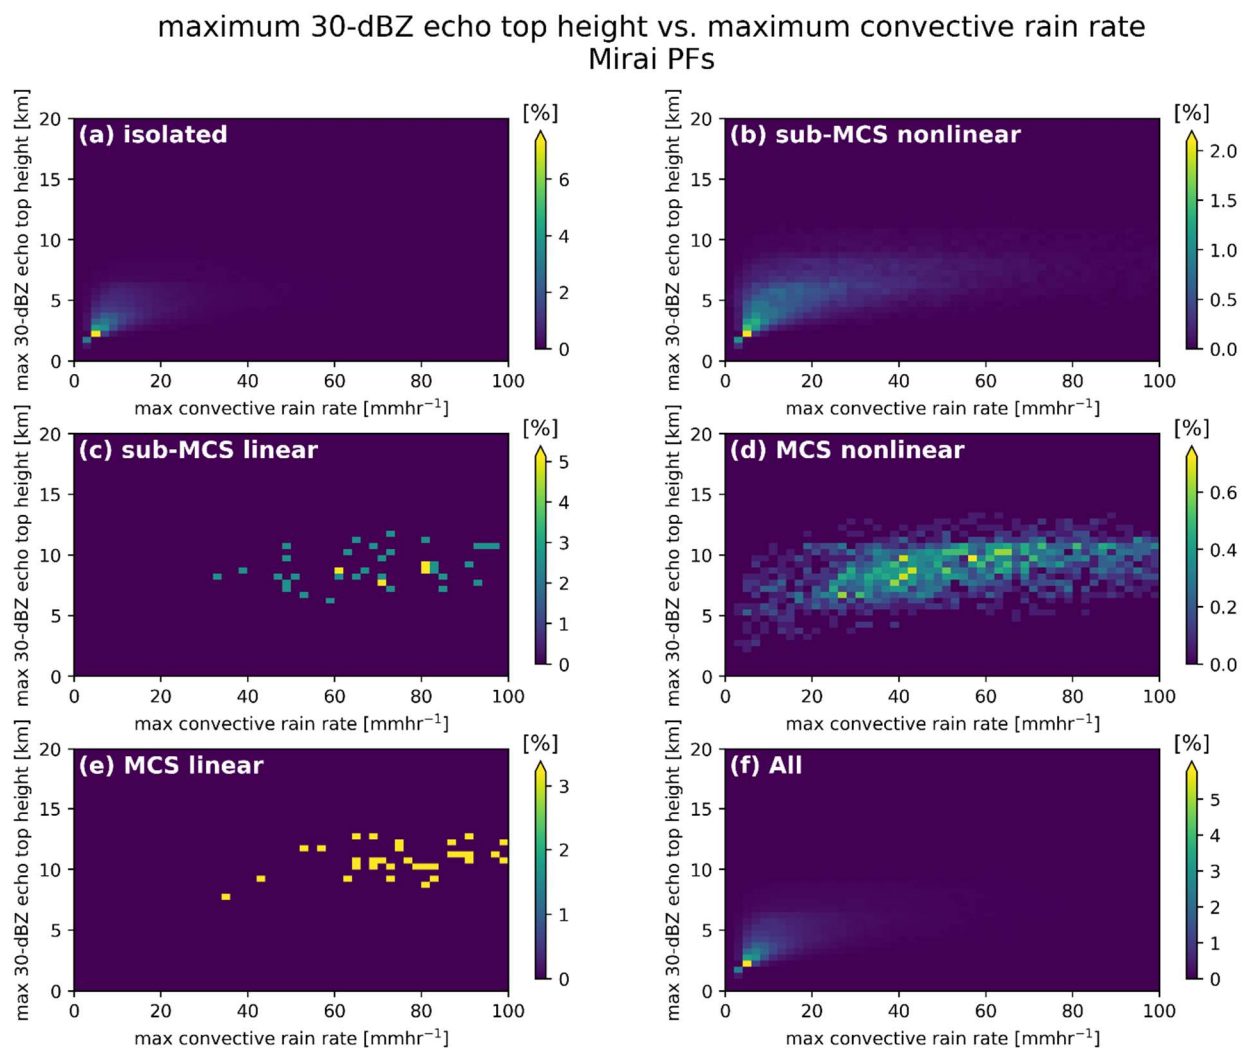 maximum 30-dBZ echo top height vs. maximum convective rain rate
Mirai PFs
max 30-dBZ echo top height [km]
20
15
10
5
0
(a) isolated
0 20 40 60 80 100
max convective rain rate [mmhr⁻¹]
[%]
6
4
2
0
max 30-dBZ echo top height [km]
20
15
10
5
0
(b) sub-MCS nonlinear
0 20 40 60 80 100
max convective rain rate [mmhr⁻¹]
[%]
2.0
1.5
1.0
0.5
0.0
max 30-dBZ echo top height [km]
20
15
10
5
0
(c) sub-MCS linear
0 20 40 60 80 100
max convective rain rate [mmhr⁻¹]
[%]
5
4
3
2
1
0
max 30-dBZ echo top height [km]
20
15
10
5
0
(d) MCS nonlinear
0 20 40 60 80 100
max convective rain rate [mmhr⁻¹]
[%]
0.6
0.4
0.2
0.0
max 30-dBZ echo top height [km]
20
15
10
5
0
(e) MCS linear
0 20 40 60 80 100
max convective rain rate [mmhr⁻¹]
[%]
3
2
1
0
max 30-dBZ echo top height [km]
20
15
10
5
0
(f) All
0 20 40 60 80 100
max convective rain rate [mmhr⁻¹]
[%]
5
4
3
2
1
0